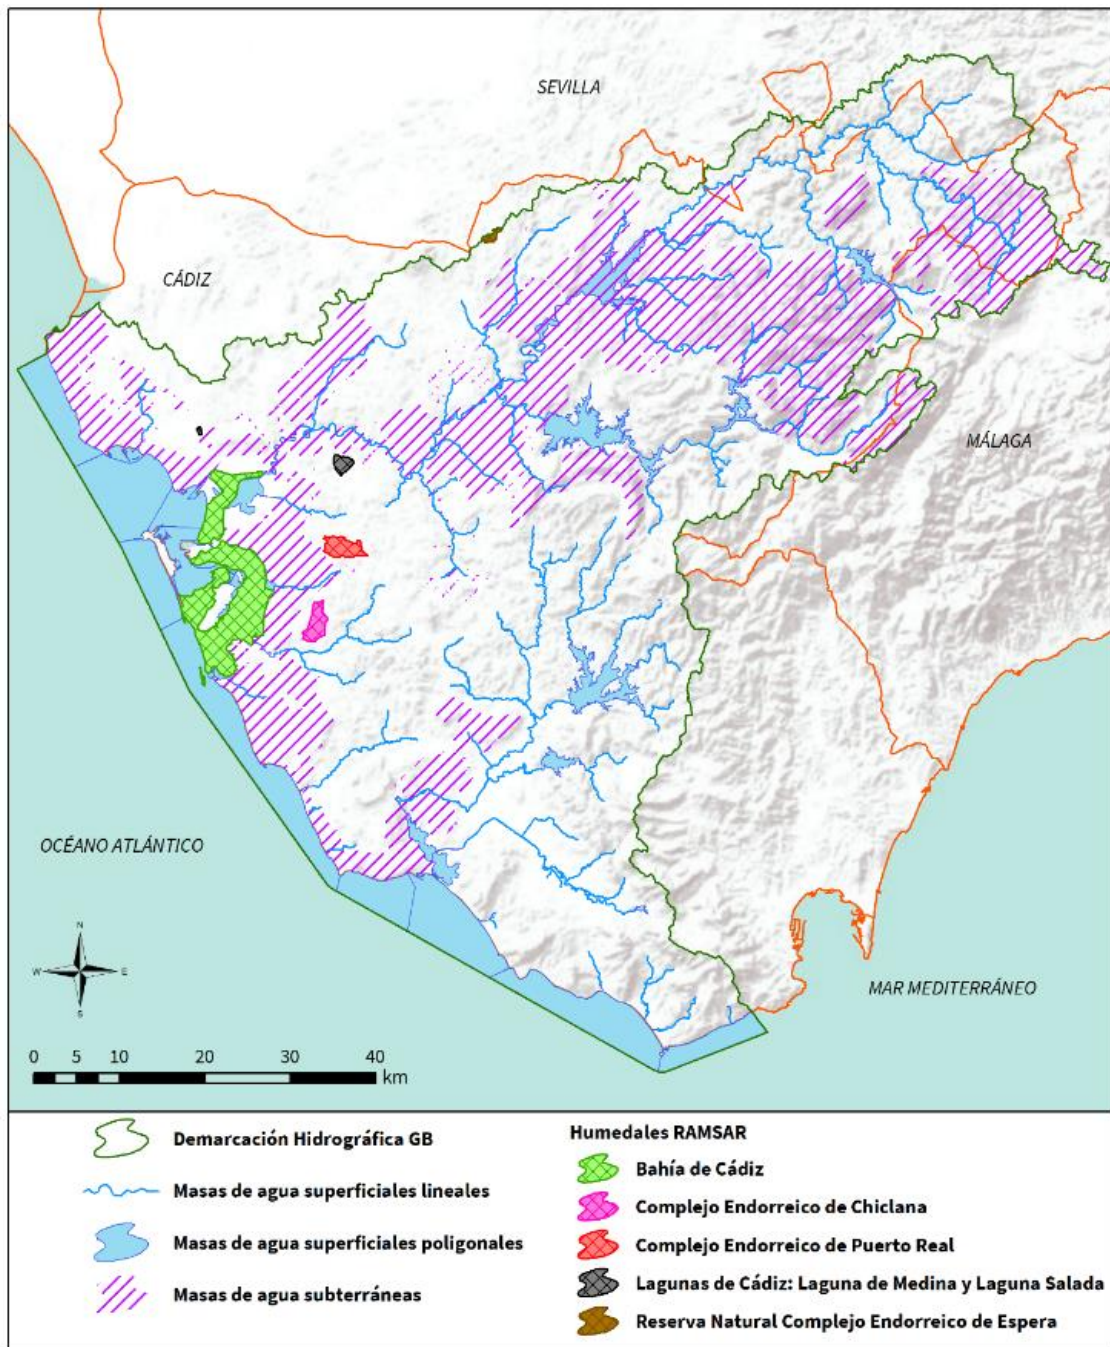 SEVILLA
CÁDIZ
MÁLAGA
OCÉANO ATLÁNTICO
N
W E
S
MAR MEDITERRÁNEO
0 5 10 20 30 40
km
Demarcación Hidrográfica GB
Masas de agua superficiales lineales
Masas de agua superficiales poligonales
Masas de agua subterráneas
Humedales RAMSAR
Bahía de Cádiz
Complejo Endorreico de Chiclana
Complejo Endorreico de Puerto Real
Lagunas de Cádiz: Laguna de Medina y Laguna Salada
Reserva Natural Complejo Endorreico de Espera